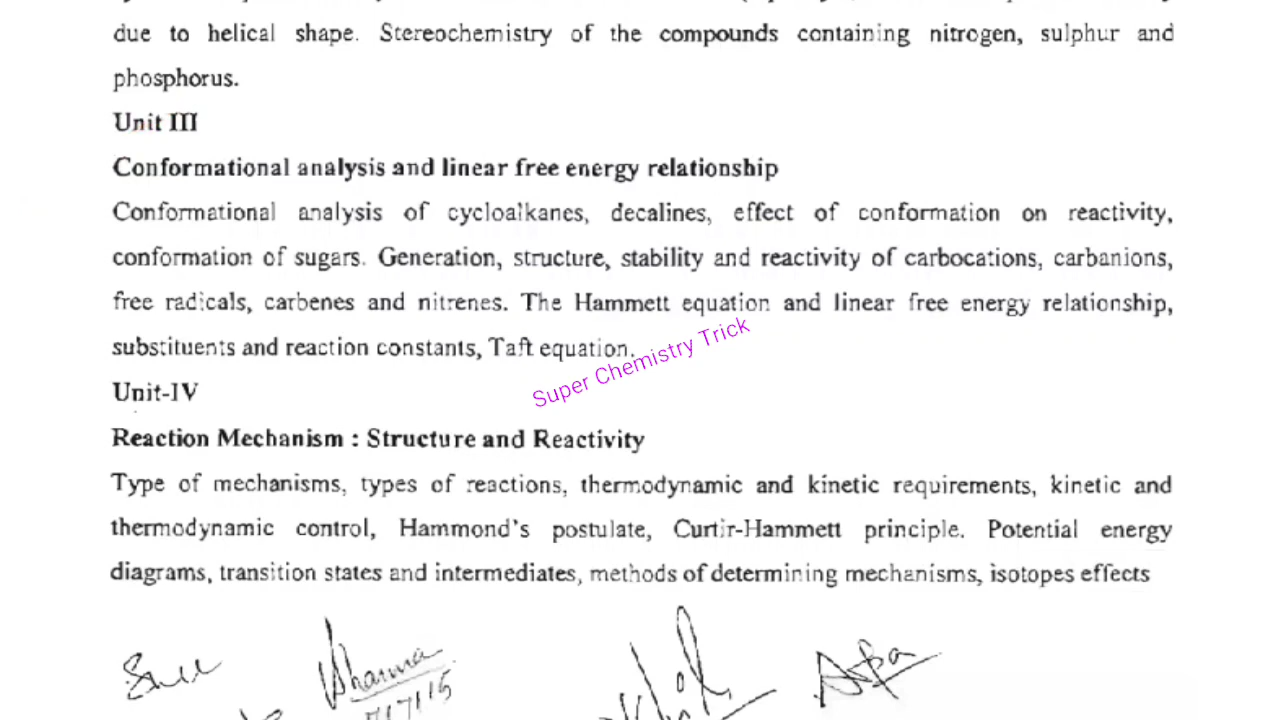 due to helical shape. Stereochemistry of the compounds containing nitrogen, sulphur and
phosphorus.
Unit III
Conformational analysis and linear free energy relationship
Conformational analysis of cycloalkanes, decalines, effect of conformation on reactivity,
conformation of sugars. Generation, structure, stability and reactivity of carbocations, carbanions,
free radicals, carbenes and nitrenes. The Hammett equation and linear free energy relationship,
substituents and reaction constants, Taft equation.
Super Chemistry Trick
Unit-IV
Reaction Mechanism : Structure and Reactivity
Type of mechanisms, types of reactions, thermodynamic and kinetic requirements, kinetic and
thermodynamic control, Hammond's postulate, Curtir-Hammett principle. Potential energy
diagrams, transition states and intermediates, methods of determining mechanisms, isotopes effects
Sharma